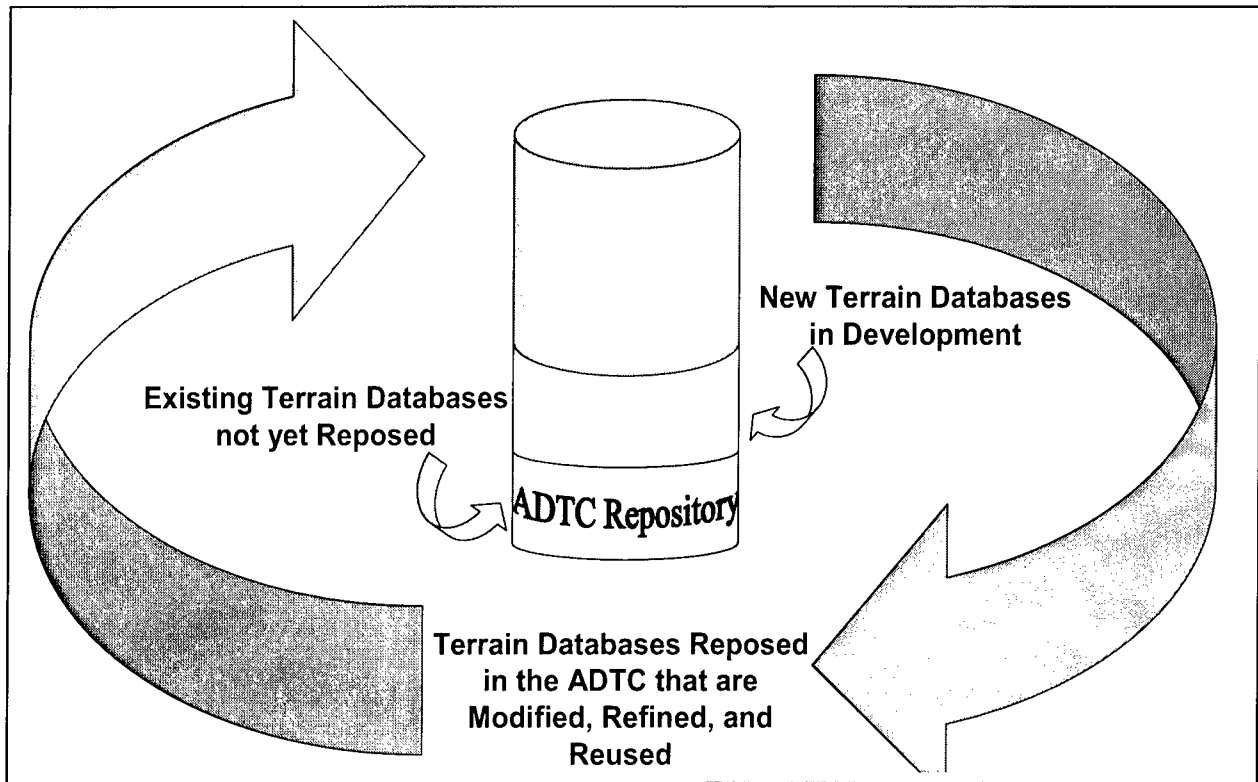 New Terrain Databases
in Development
Existing Terrain Databases
not yet Reposed
ADTC Repository
Terrain Databases Reposed
in the ADTC that are
Modified, Refined, and
Reused